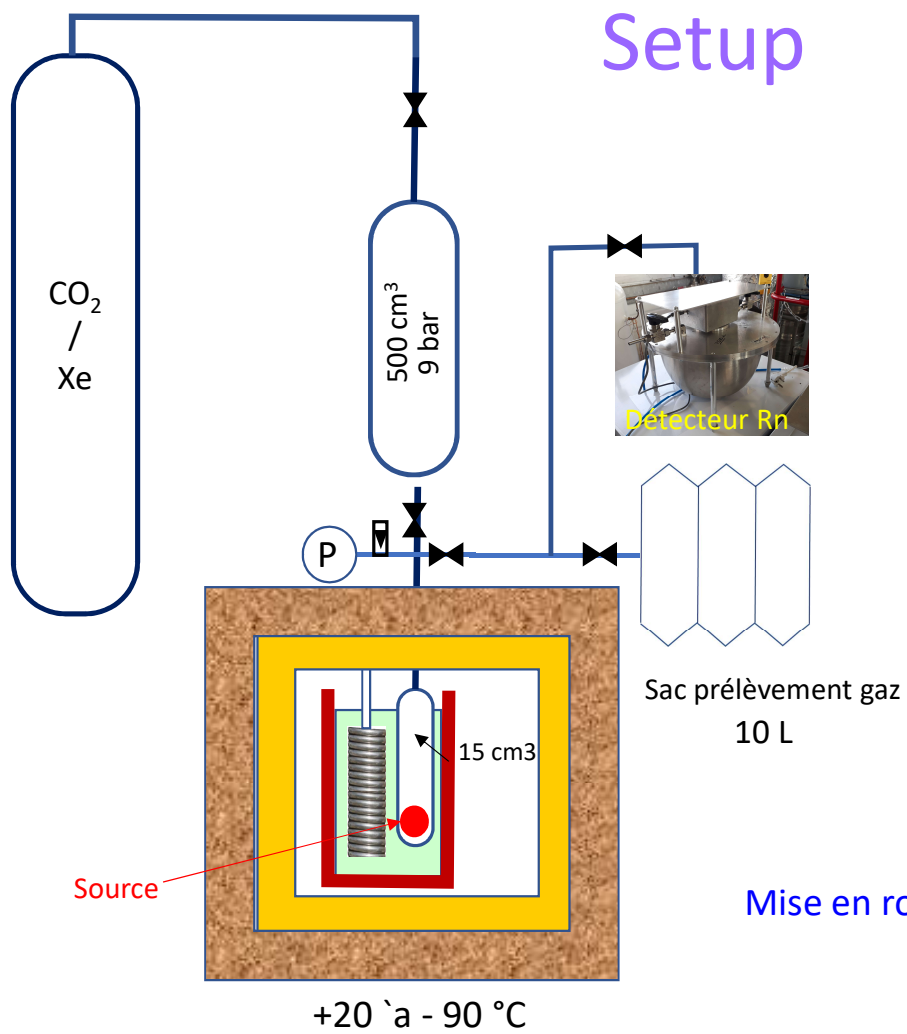 Setup
CO₂
/
Xe
500 cm³
9 bar
Détecteur Rn
P
Sac prélèvement gaz
10 L
15 cm3
Source
Mise en ro
+20 `a - 90 °C